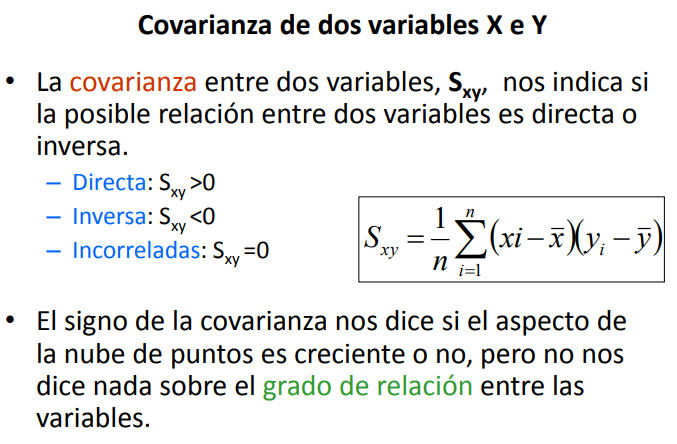 Covarianza de dos variables X e Y
• La covarianza entre dos variables, Sxy, nos indica si
la posible relación entre dos variables es directa o
inversa.
– Directa: Sxy >0
– Inversa: Sxy <0
– Incorreladas: Sxy =0
Sxy = 1/n ∑ i=1 n (xi − x̄)(yi − ȳ)
• El signo de la covarianza nos dice si el aspecto de
la nube de puntos es creciente o no, pero no nos
dice nada sobre el grado de relación entre las
variables.